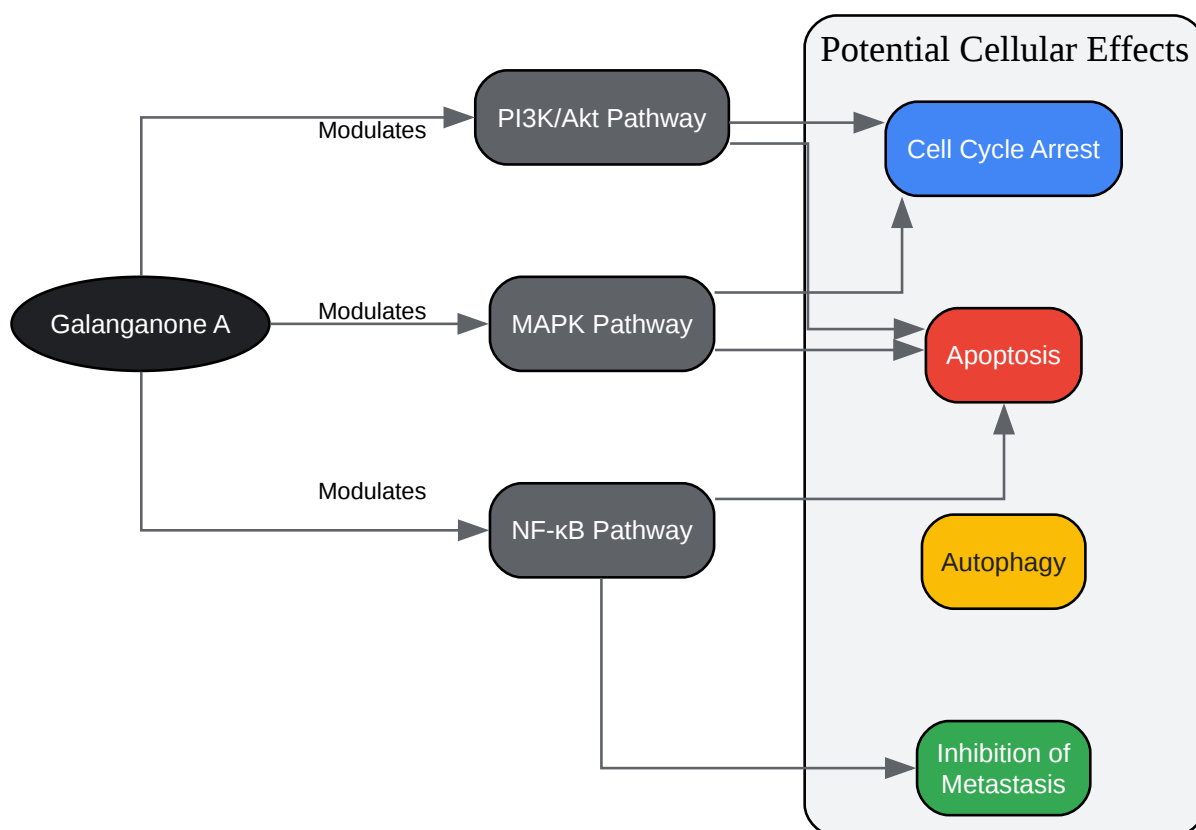 Potential Cellular Effects
PI3K/Akt Pathway
Modulates
Cell Cycle Arrest
Galanganone A
Modulates
MAPK Pathway
Apoptosis
Modulates
NF-κB Pathway
Autophagy
Inhibition of
Metastasis